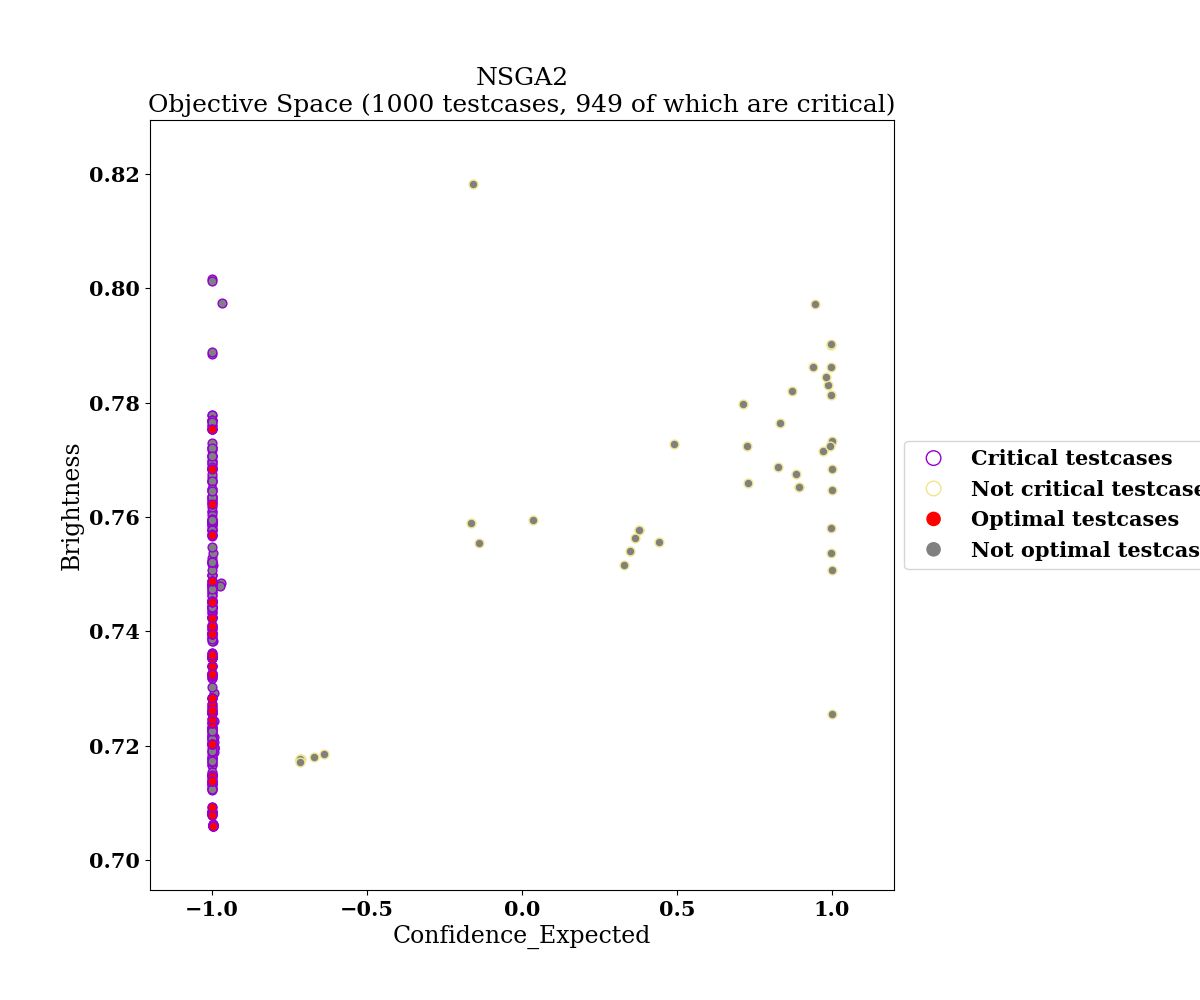 NSGA2
Objective Space (1000 testcases, 949 of which are critical)
0.82
0.80
0.78
0.76
0.74
0.72
0.70
Brightness
−1.0
−0.5
0.0
0.5
1.0
Confidence_Expected
Critical testcases
Not critical testcase
Optimal testcases
Not optimal testcas